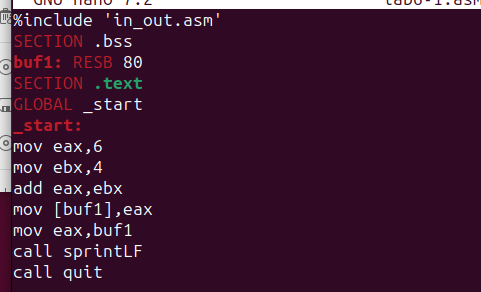 GNU nano 7.2 lab6-1.asm
%include 'in_out.asm'
SECTION .bss
buf1: RESB 80
SECTION .text
GLOBAL _start
_start:
mov eax,6
mov ebx,4
add eax,ebx
mov [buf1],eax
mov eax,buf1
call sprintLF
call quit